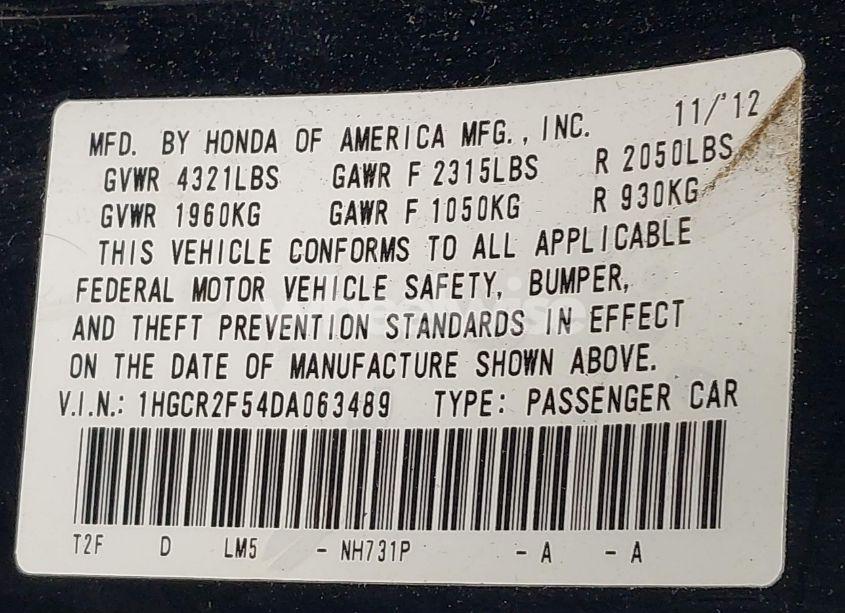 11/'12
MFD. BY HONDA OF AMERICA MFG., INC.
GVWR 4321LBS GAWR F 2315LBS R 2050LBS
GVWR 1960KG GAWR F 1050KG R 930KG
THIS VEHICLE CONFORMS TO ALL APPLICABLE
FEDERAL MOTOR VEHICLE SAFETY, BUMPER,
AND THEFT PREVENTION STANDARDS IN EFFECT
ON THE DATE OF MANUFACTURE SHOWN ABOVE.
V.I.N.: 1HGCR2F54DA063489 TYPE: PASSENGER CAR
T2F D LM5 - NH731P - A - A